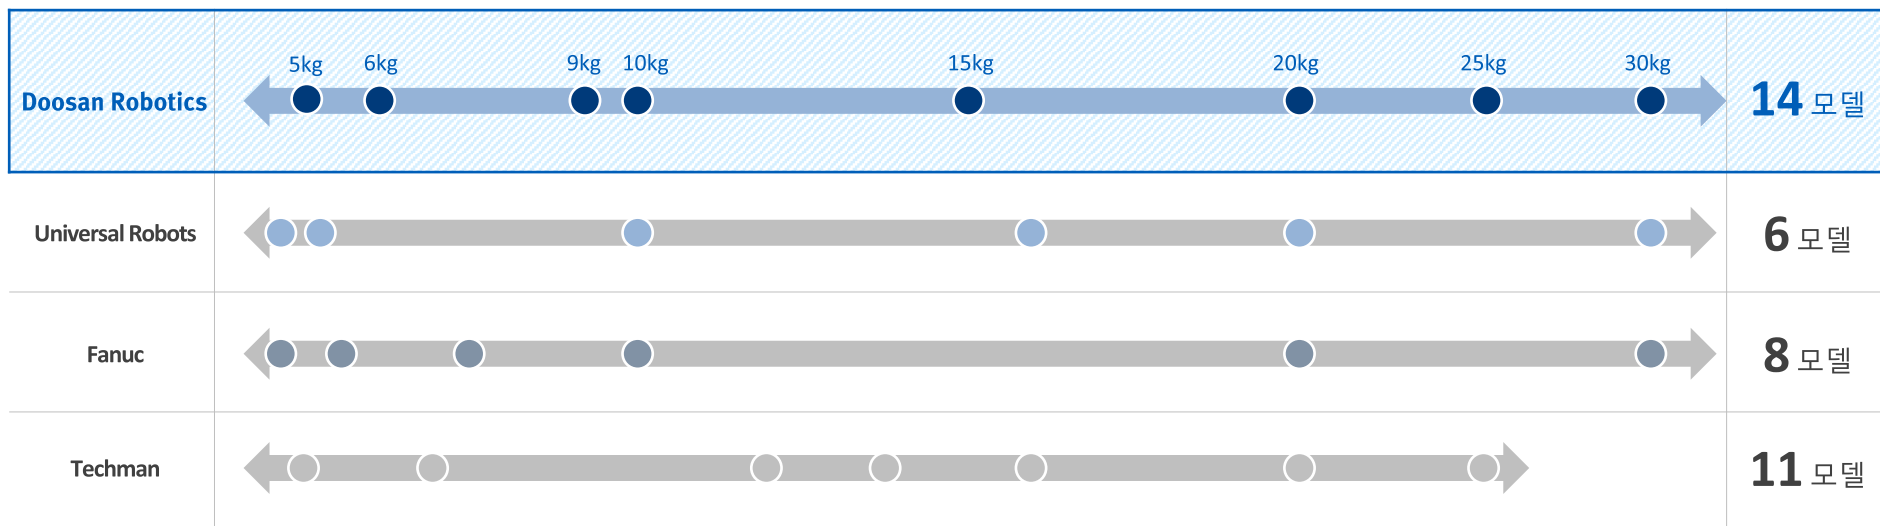 5kg 6kg 9kg 10kg 15kg 20kg 25kg 30kg
Doosan Robotics 14 모델
Universal Robots 6 모델
Fanuc 8 모델
Techman 11 모델